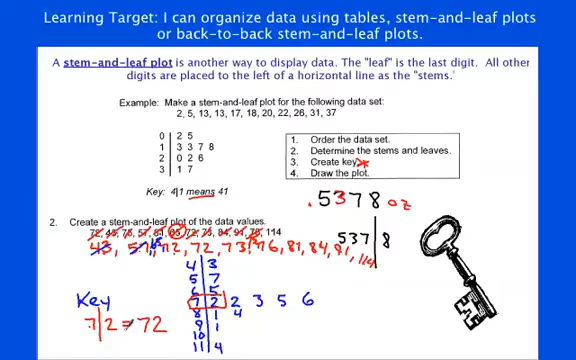 Learning Target: I can organize data using tables, stem-and-leaf plots
or back-to-back stem-and-leaf plots.
A stem-and-leaf plot is another way to display data. The "leaf" is the last digit. All other
digits are placed to the left of a horizontal line as the "stems."
Example: Make a stem-and-leaf plot for the following data set:
2, 5, 13, 13, 17, 18, 20, 22, 26, 31, 37
0 | 2 5
1 | 3 3 7 8
2 | 0 2 6
3 | 1 7
Key: 4|1 means 41
1. Order the data set.
2. Determine the stems and leaves.
3. Create key
4. Draw the plot.
.5378 oz
537 | 8
2. Create a stem-and-leaf plot of the data values.
114
43, 57, 65, 72, 72, 73, 75, 76, 81, 84, 91, 114
4 | 3
5 | 7
6 | 5
7 | 2 2 3 5 6
8 | 1 4
9 | 1
10 |
11 | 4
Key
7|2 = 72